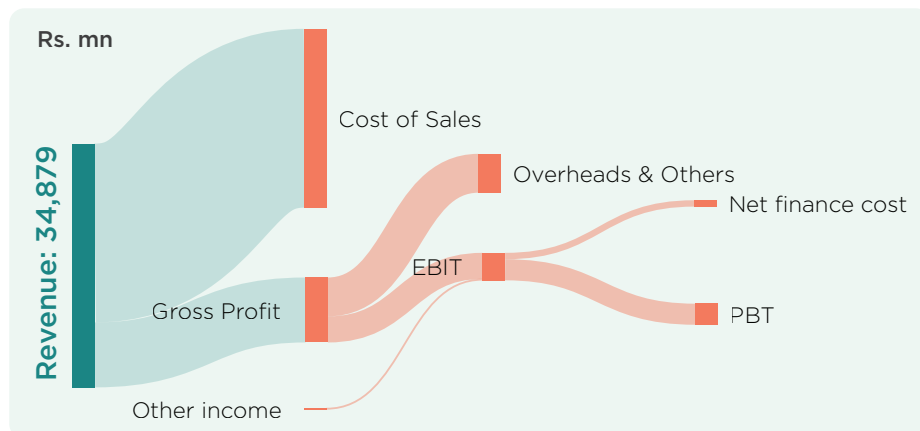 Rs. mn
Revenue: 34,879
Cost of Sales
Gross Profit
Other income
Overheads & Others
EBIT
Net finance cost
PBT